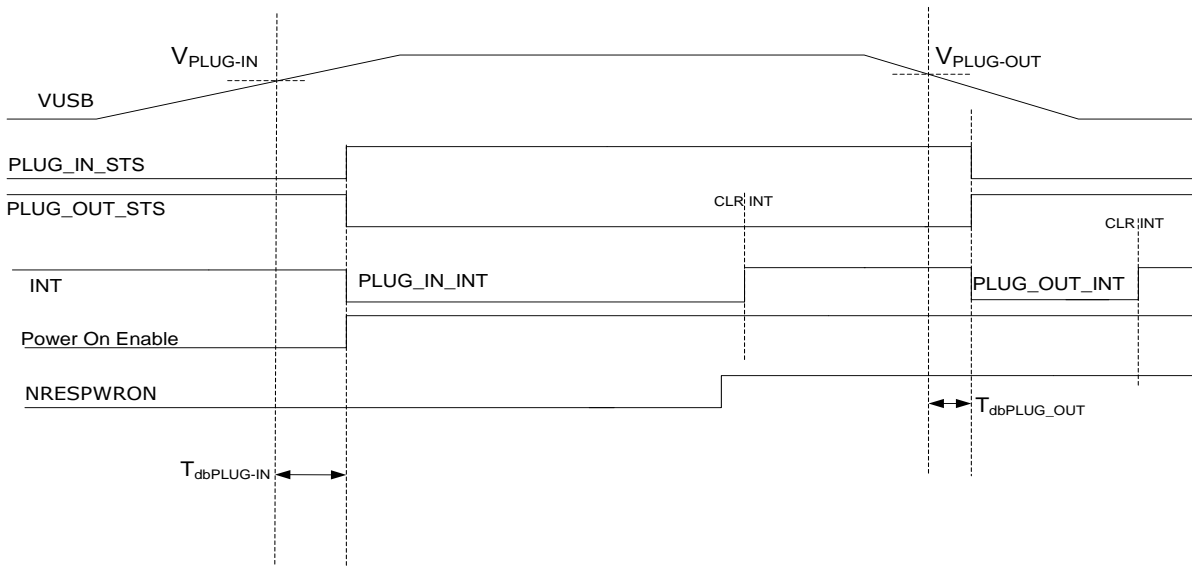 VPLUG-IN
VPLUG-OUT
VUSB
PLUG_IN_STS
PLUG_OUT_STS
CLR INT
CLR INT
INT
PLUG_IN_INT
PLUG_OUT_INT
Power On Enable
NRESPWRON
TdbPLUG_OUT
TdbPLUG-IN